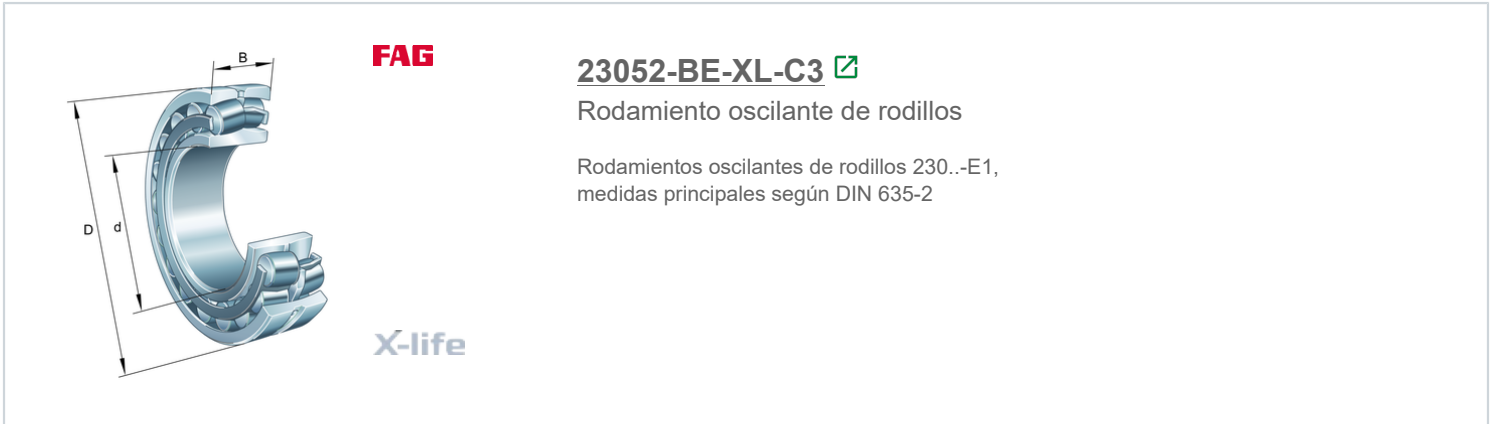 FAG
B
D
d
X-life
23052-BE-XL-C3
Rodamiento oscilante de rodillos
Rodamientos oscilantes de rodillos 230..-E1,
medidas principales según DIN 635-2